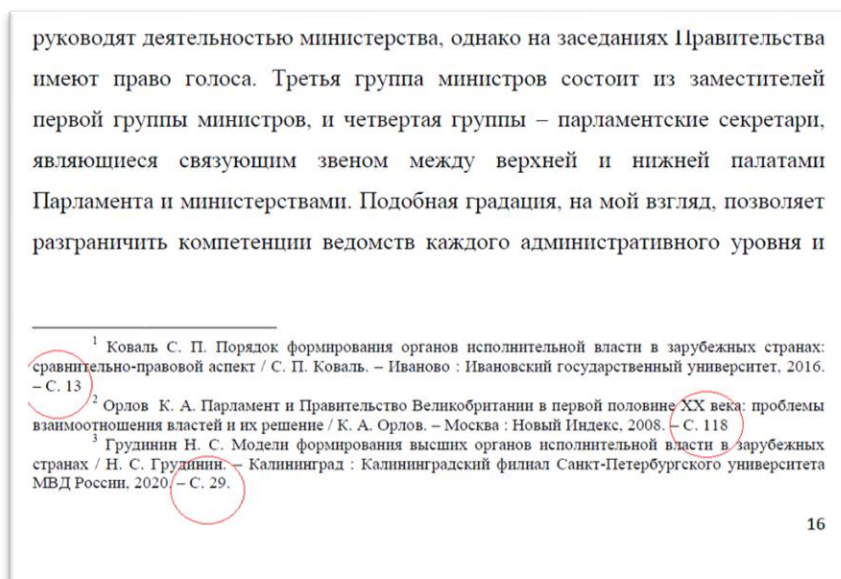 руководят деятельностью министерства, однако на заседаниях Правительства
имеют право голоса. Третья группа министров состоит из заместителей
первой группы министров, и четвертая группы – парламентские секретари,
являющиеся связующим звеном между верхней и нижней палатами
Парламента и министерствами. Подобная градация, на мой взгляд, позволяет
разграничить компетенции ведомств каждого административного уровня и
1 Коваль С. П. Порядок формирования органов исполнительной власти в зарубежных странах:
сравнительно-правовой аспект / С. П. Коваль. – Иваново : Ивановский государственный университет, 2016.
– С. 13
2 Орлов К. А. Парламент и Правительство Великобритании в первой половине XX века: проблемы
взаимоотношения властей и их решение / К. А. Орлов. – Москва : Новый Индекс, 2008. – С. 118
3 Грудинин Н. С. Модели формирования высших органов исполнительной власти в зарубежных
странах / Н. С. Грудинин. – Калининград : Калининградский филиал Санкт-Петербургского университета
МВД России, 2020. – С. 29.
16